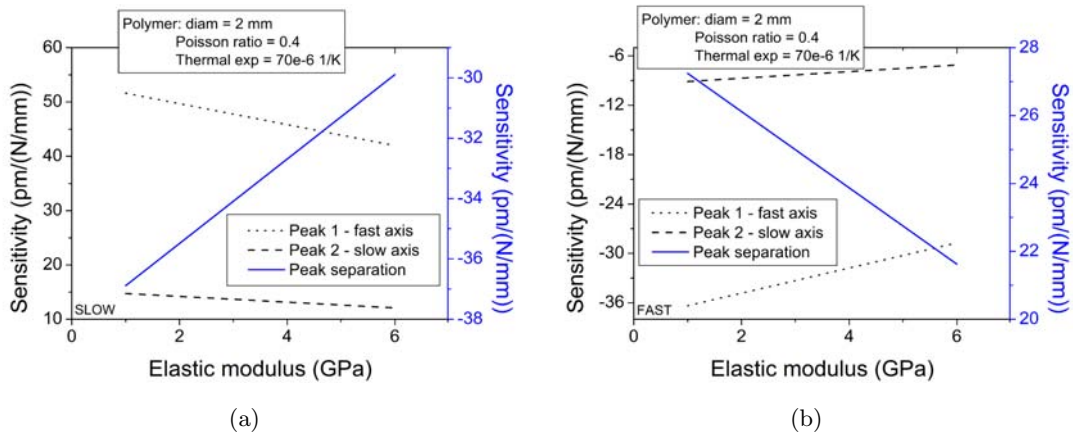 Polymer: diam = 2 mm
Poisson ratio = 0.4
Thermal exp = 70e-6 1/K
60
50
40
30
20
10
Sensitivity (pm/(N/mm))
-30
-32
-34
-36
-37
-38
Sensitivity (pm/(N/mm))
Peak 1 - fast axis
Peak 2 - slow axis
Peak separation
SLOW
0
2
4
6
Elastic modulus (GPa)
(a)
Polymer: diam = 2 mm
Poisson ratio = 0.4
Thermal exp = 70e-6 1/K
-6
-9
-12
-18
-24
-28
-30
-36
Sensitivity (pm/(N/mm))
28
27
26
24
22
21
20
Sensitivity (pm/(N/mm))
Peak 1 - fast axis
Peak 2 - slow axis
Peak separation
FAST
0
2
4
6
Elastic modulus (GPa)
(b)